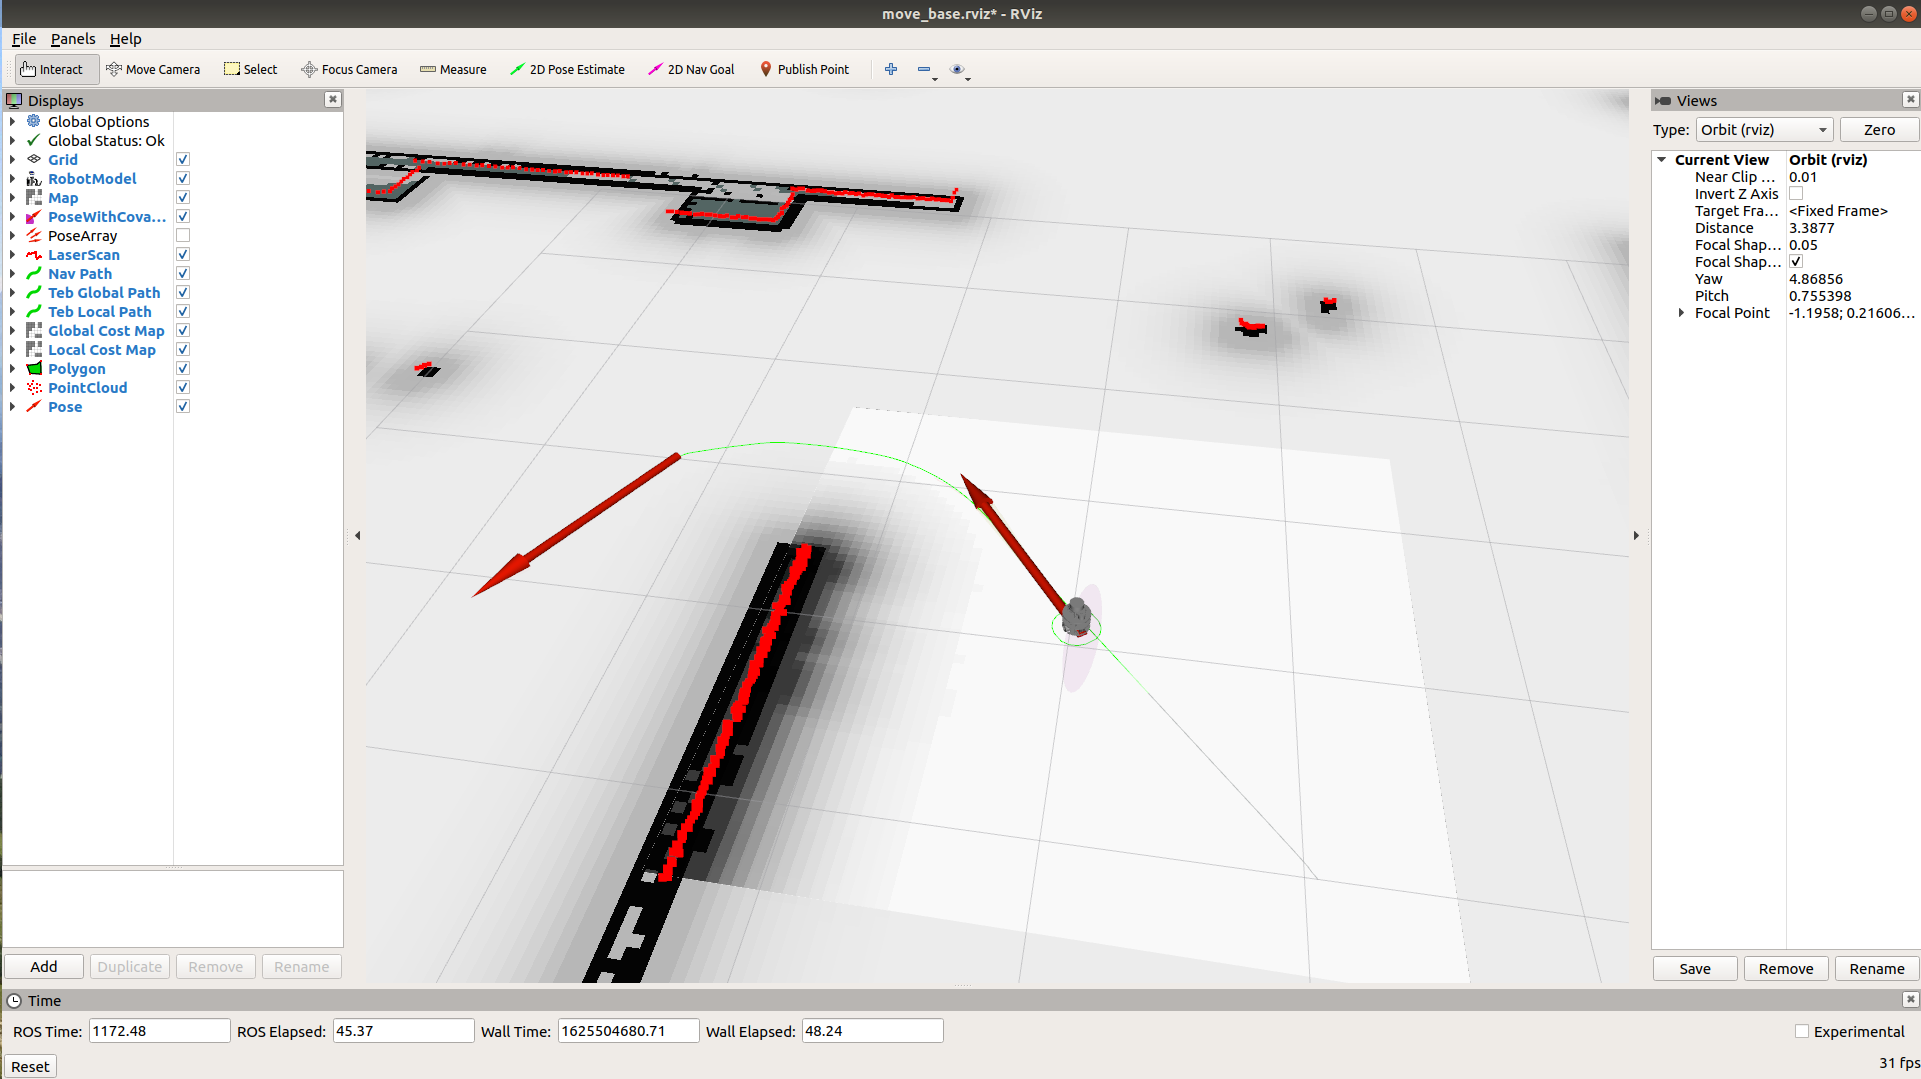 move_base.rviz* - RViz
File Panels Help
Interact Move Camera Select Focus Camera Measure 2D Pose Estimate 2D Nav Goal Publish Point
Displays
Global Options
Global Status: Ok
Grid
RobotModel
Map
PoseWithCova...
PoseArray
LaserScan
Nav Path
Teb Global Path
Teb Local Path
Global Cost Map
Local Cost Map
Polygon
PointCloud
Pose
Add Duplicate Remove Rename
Views
Type: Orbit (rviz) Zero
Current View Orbit (rviz)
Near Clip ... 0.01
Invert Z Axis
Target Fra... <Fixed Frame>
Distance 3.3877
Focal Shap... 0.05
Focal Shap...
Yaw 4.86856
Pitch 0.755398
Focal Point -1.1958; 0.21606...
Save Remove Rename
Time
ROS Time: 1172.48 ROS Elapsed: 45.37 Wall Time: 1625504680.71 Wall Elapsed: 48.24 Experimental
Reset 31 fps